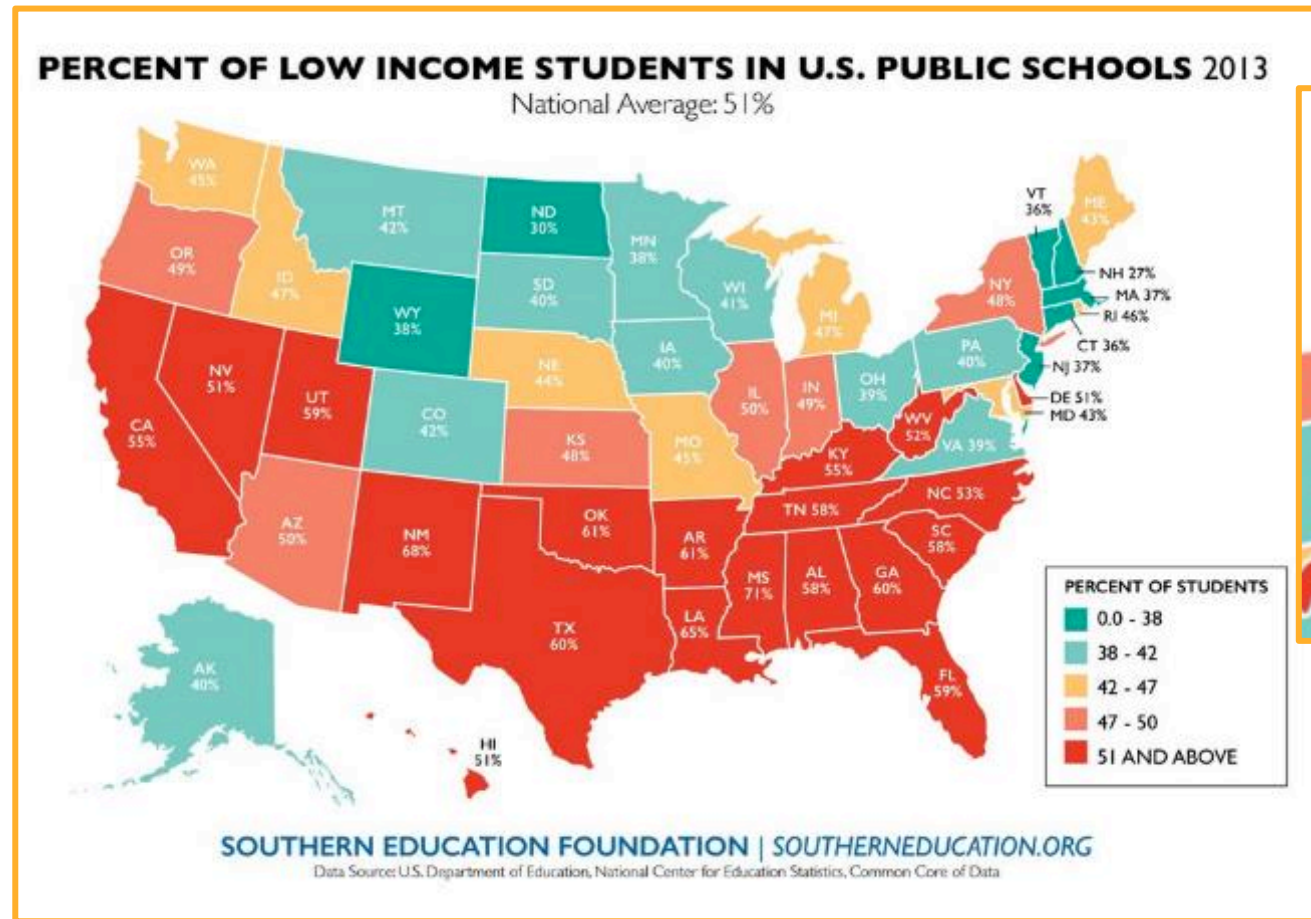 PERCENT OF LOW INCOME STUDENTS IN U.S. PUBLIC SCHOOLS 2013
National Average: 51%
WA
45%
OR
49%
ID
47%
MT
42%
ND
30%
MN
38%
VT
36%
ME
43%
NH 27%
MA 37%
RI 46%
CT 36%
NJ 37%
DE 51%
MD 43%
NY
48%
WY
38%
SD
40%
WI
41%
MI
47%
PA
40%
NV
51%
UT
59%
CO
42%
NE
44%
IA
40%
IL
50%
IN
49%
OH
39%
CA
55%
KS
48%
MO
45%
WV
52%
VA 39%
KY
55%
AZ
50%
NM
68%
OK
61%
AR
61%
TN 58%
NC 53%
SC
58%
TX
60%
LA
65%
MS
71%
AL
58%
GA
60%
FL
59%
AK
40%
HI
51%
PERCENT OF STUDENTS
0.0 - 38
38 - 42
42 - 47
47 - 50
51 AND ABOVE
SOUTHERN EDUCATION FOUNDATION | SOUTHERNEDUCATION.ORG
Data Source: U.S. Department of Education, National Center for Education Statistics, Common Core of Data